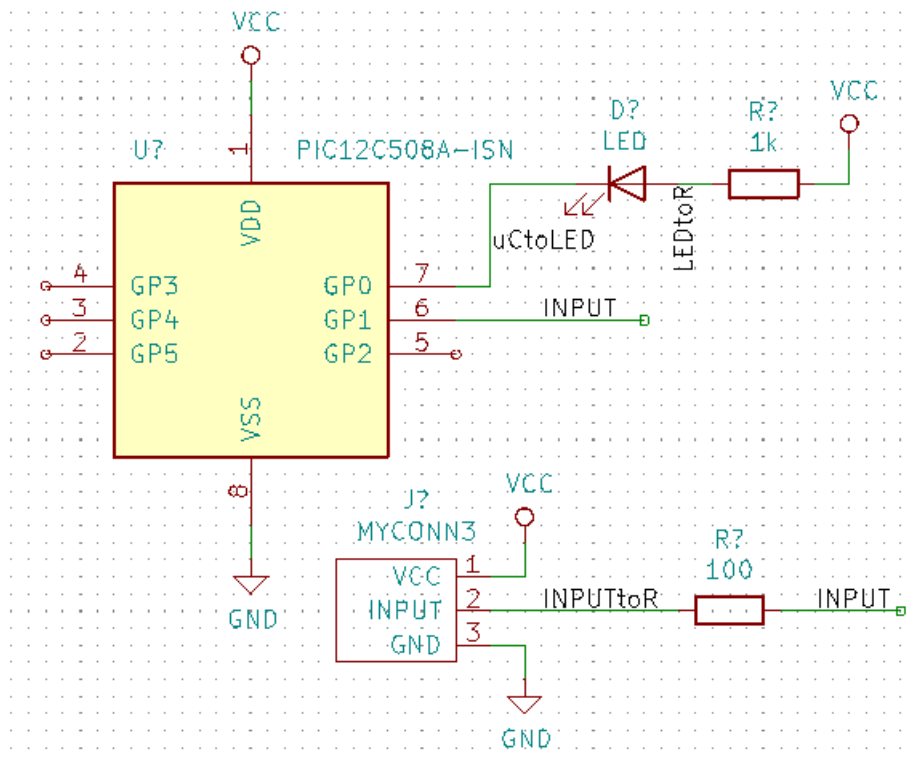 VCC
U?
1
PIC12C508A-ISN
VDD
4
GP3
3
GP4
2
GP5
GP0
7
GP1
6
GP2
5
VSS
8
GND
D?
LED
R?
1k
VCC
uCtoLED
LEDtoR
INPUT
J?
MYCONN3
VCC
VCC
1
INPUT
2
GND
3
INPUTtoR
R?
100
INPUT
GND